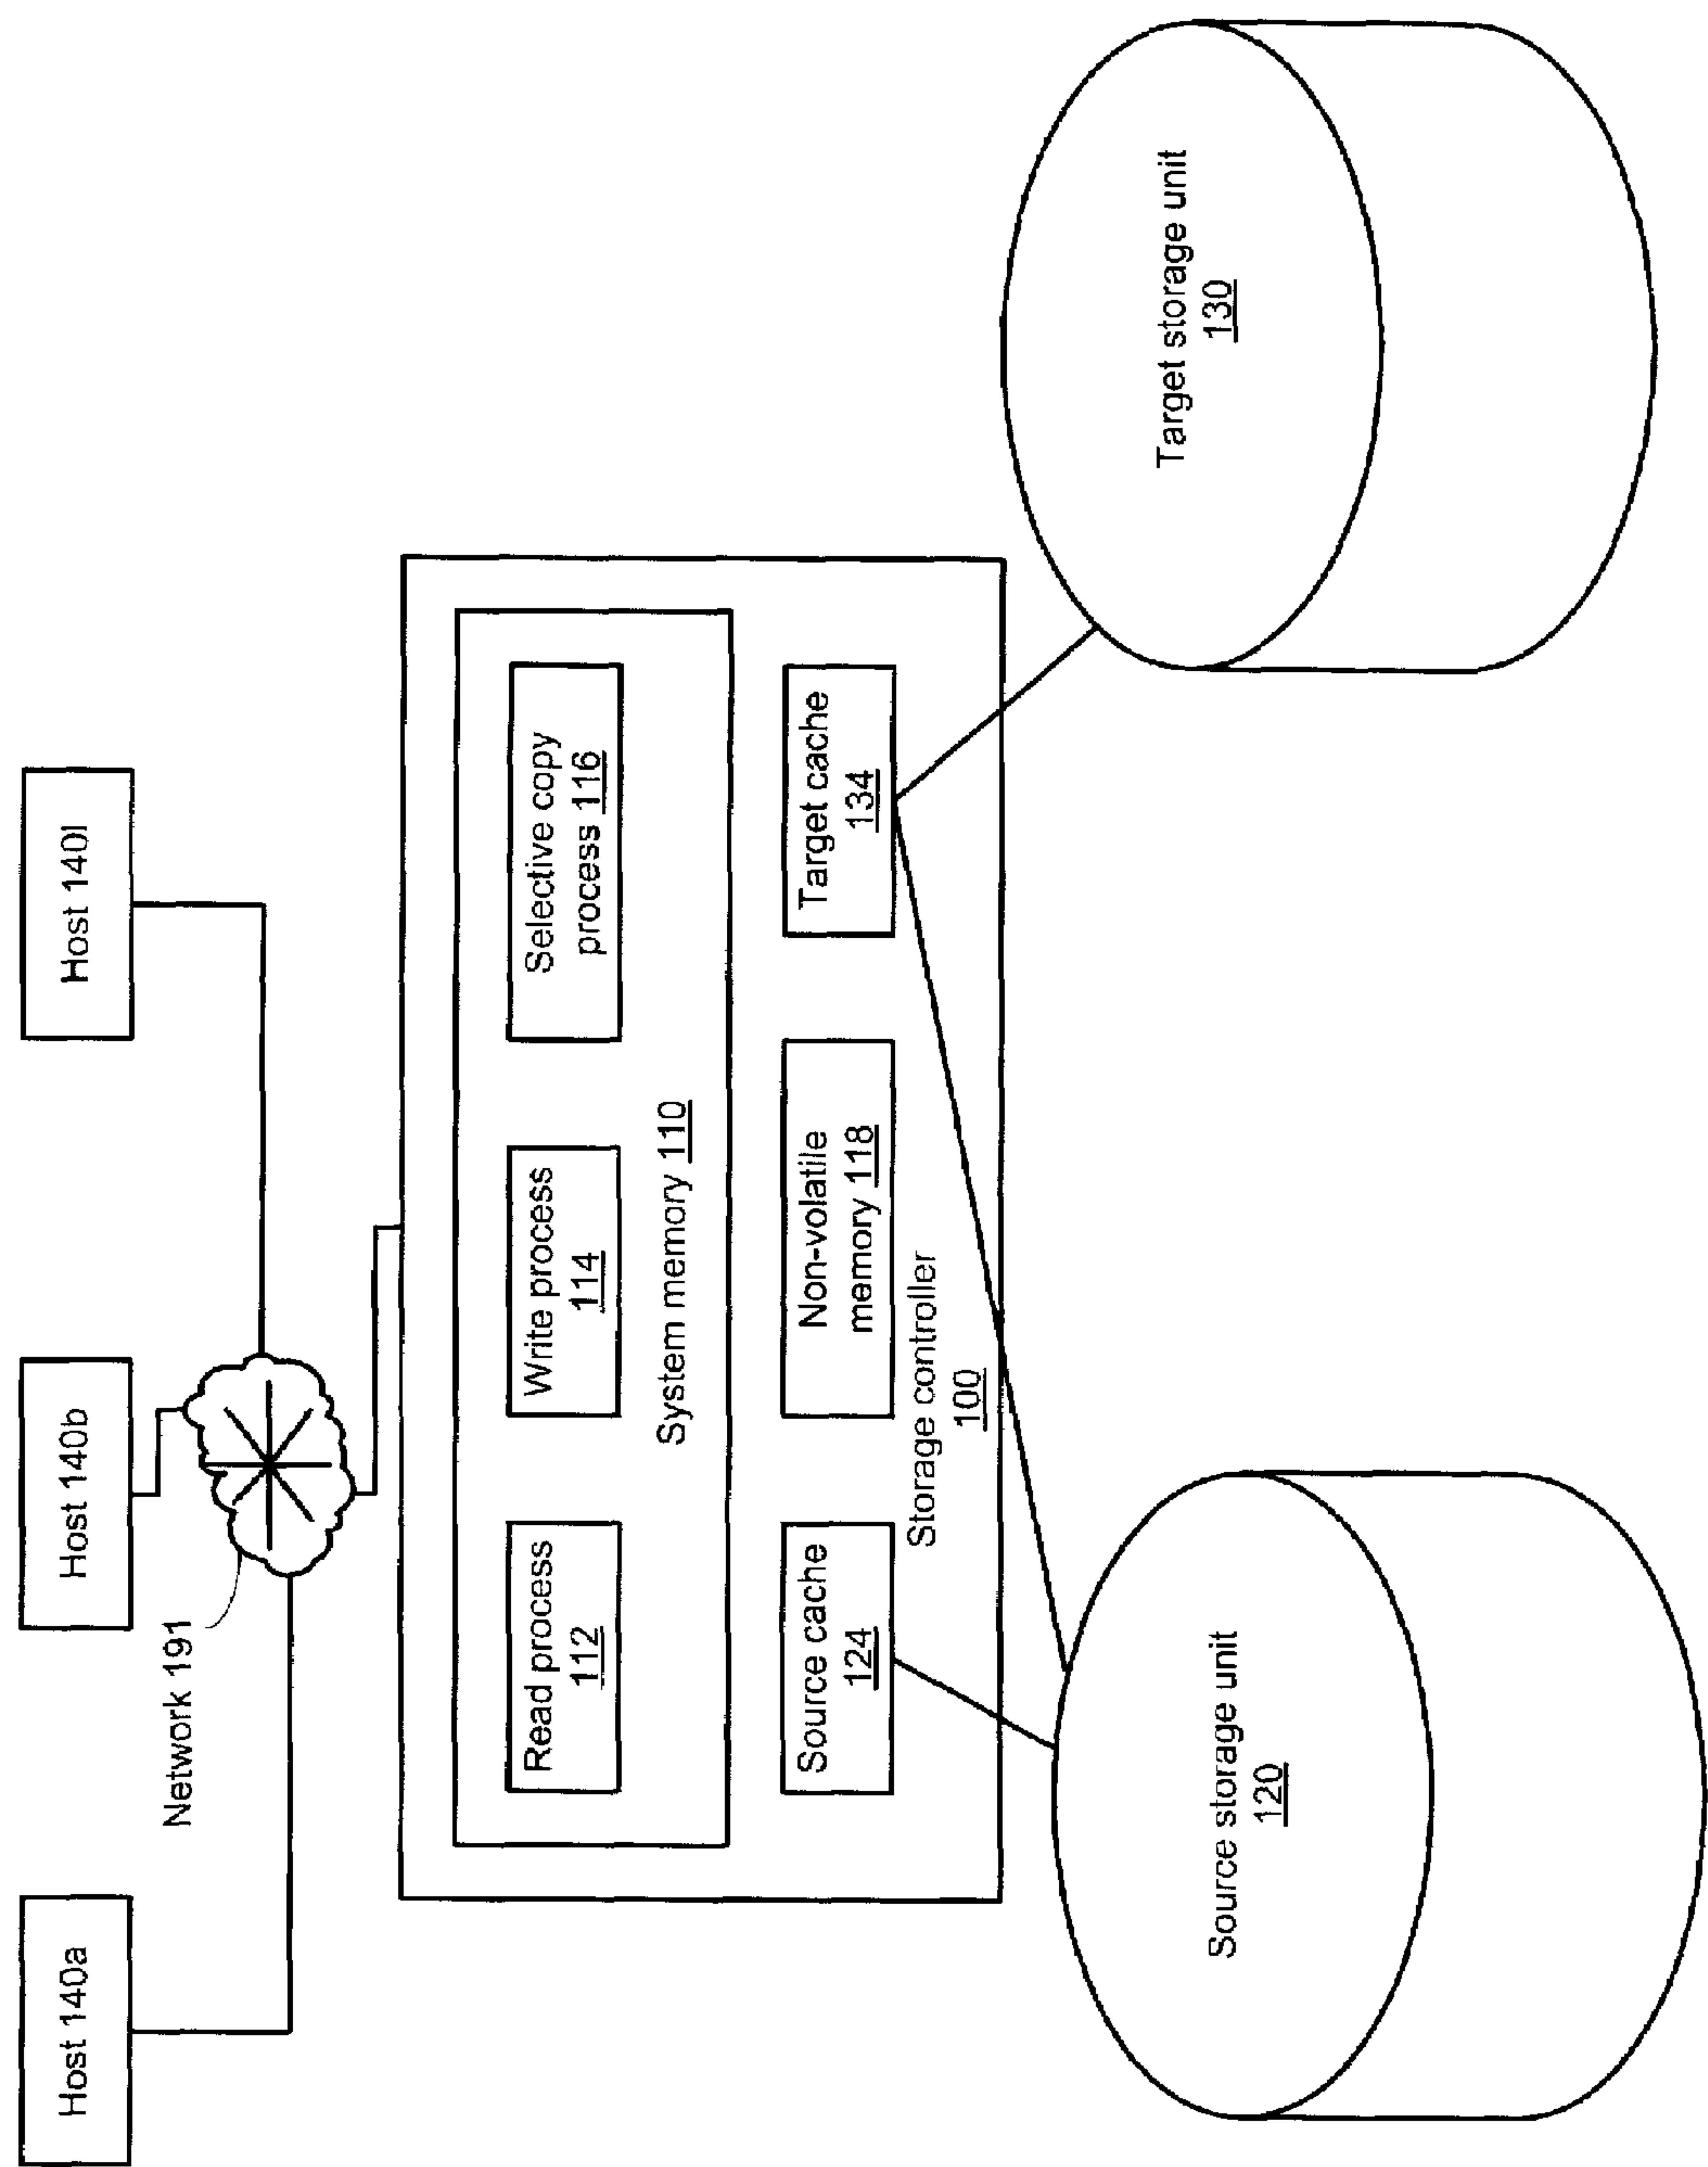 Host 140a
Host 140b
Host 140l
Network 191
Read process
112
Write process
114
Selective copy
process 116
System memory 110
Source cache
124
Non-volatile
memory 118
Target cache
134
Storage controller
100
Source storage unit
120
Target storage unit
130